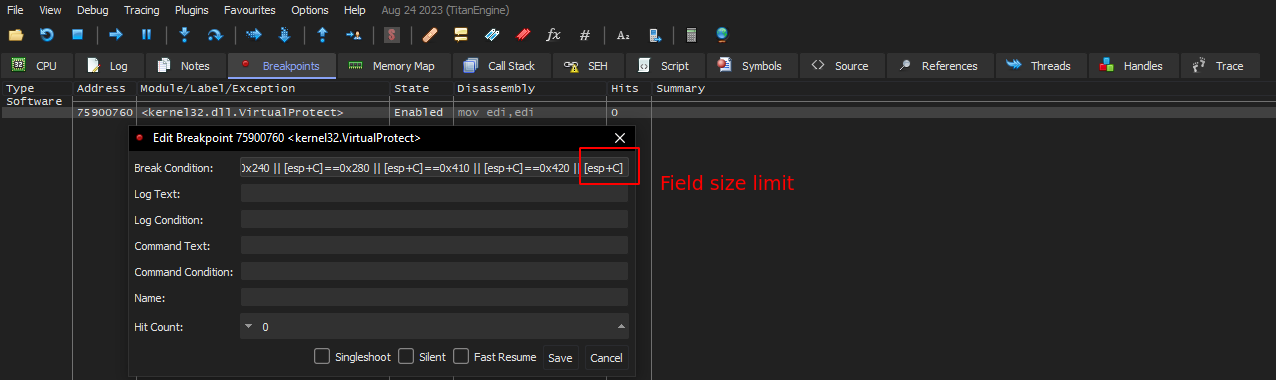 File View Debug Tracing Plugins Favourites Options Help Aug 24 2023 (TitanEngine)
CPU Log Notes Breakpoints Memory Map Call Stack SEH Script Symbols Source References Threads Handles Trace
Type Address Module/Label/Exception State Disassembly Hits Summary
Software
75900760 <kernel32.dll.VirtualProtect> Enabled mov edi,edi 0
Edit Breakpoint 75900760 <kernel32.VirtualProtect>
Break Condition: 0x240 || [esp+C]==0x280 || [esp+C]==0x410 || [esp+C]==0x420 || [esp+C]
Field size limit
Log Text:
Log Condition:
Command Text:
Command Condition:
Name:
Hit Count: 0
Singleshoot Silent Fast Resume Save Cancel